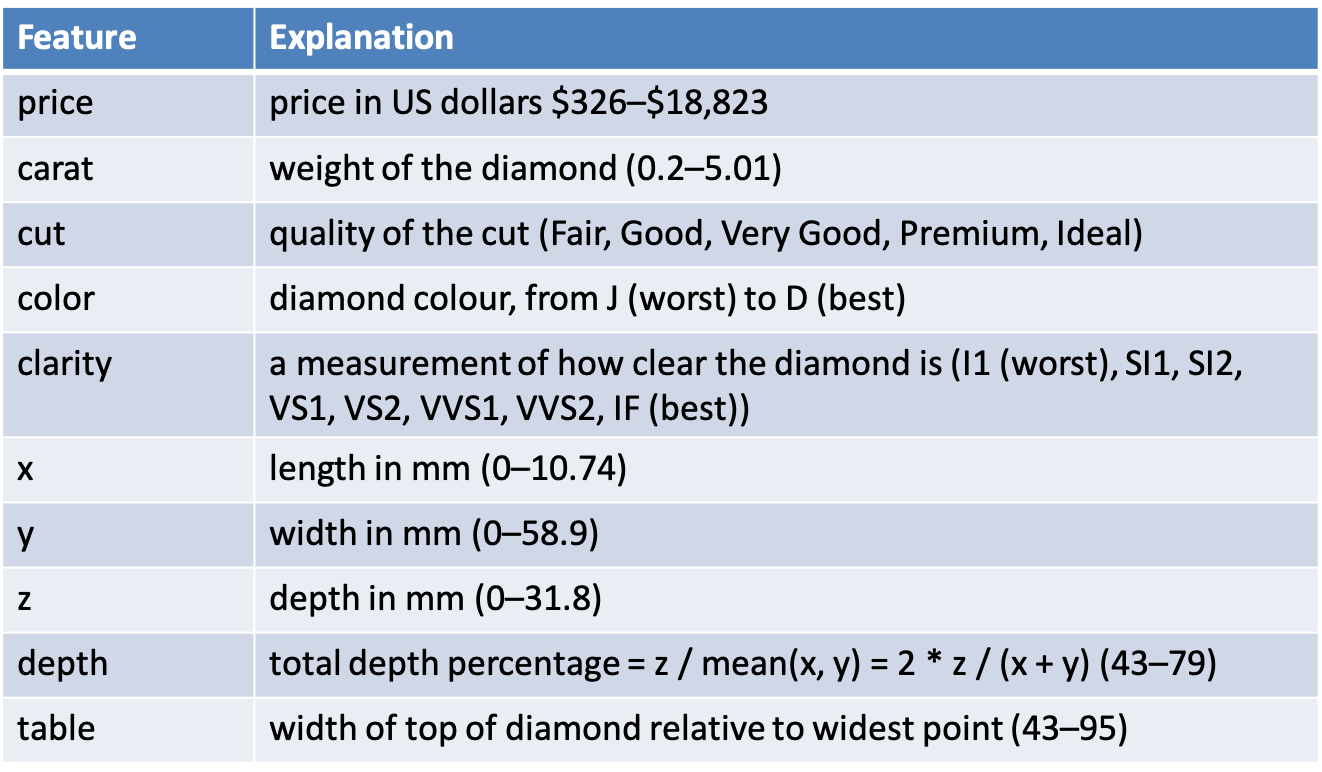 Feature Explanation
price price in US dollars $326–$18,823
carat weight of the diamond (0.2–5.01)
cut quality of the cut (Fair, Good, Very Good, Premium, Ideal)
color diamond colour, from J (worst) to D (best)
clarity a measurement of how clear the diamond is (I1 (worst), SI1, SI2,
VS1, VS2, VVS1, VVS2, IF (best))
x length in mm (0–10.74)
y width in mm (0–58.9)
z depth in mm (0–31.8)
depth total depth percentage = z / mean(x, y) = 2 * z / (x + y) (43–79)
table width of top of diamond relative to widest point (43–95)